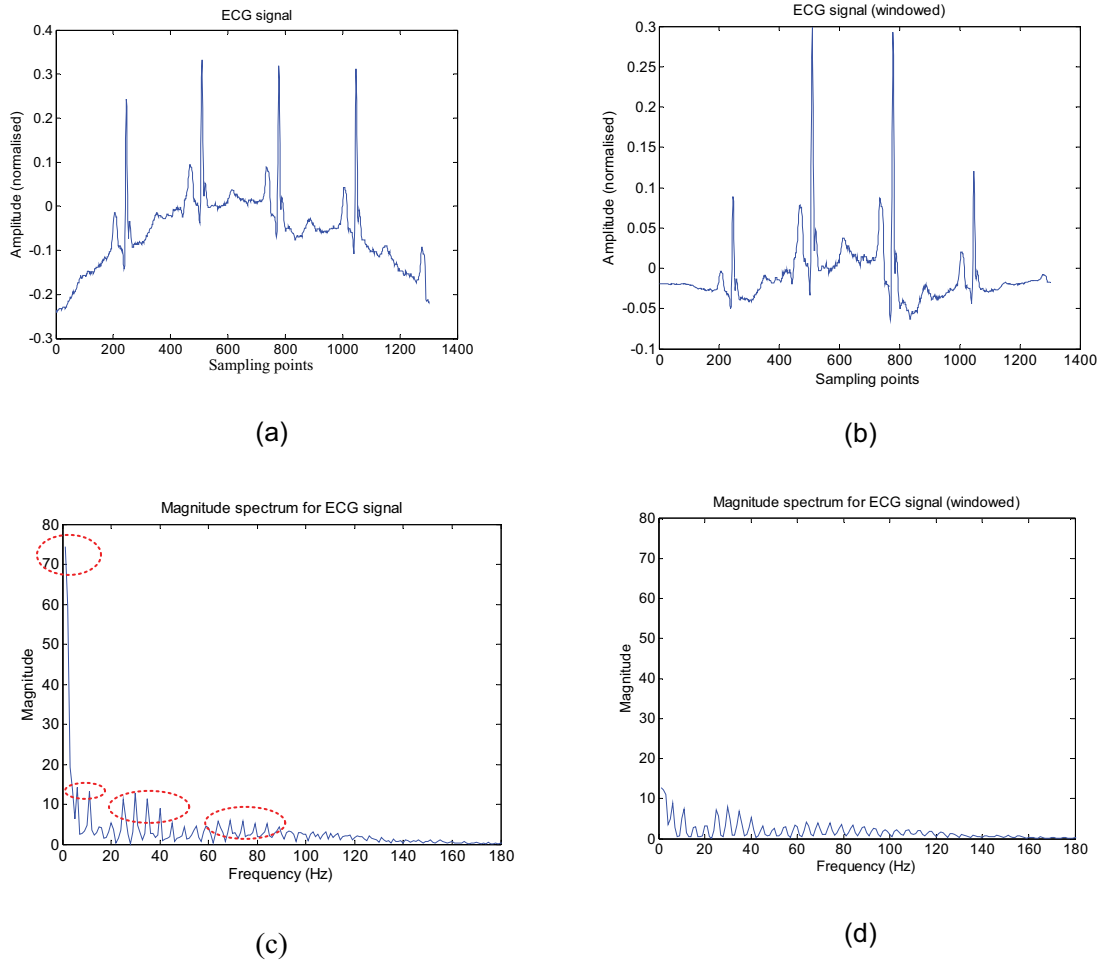 ECG signal
0.4
0.3
0.2
0.1
0
-0.1
-0.2
-0.3
Amplitude (normalised)
0 200 400 600 800 1000 1200 1400
Sampling points
(a)
ECG signal (windowed)
0.3
0.25
0.2
0.15
0.1
0.05
0
-0.05
-0.1
Amplitude (normalised)
0 200 400 600 800 1000 1200 1400
Sampling points
(b)
Magnitude spectrum for ECG signal
80
70
60
50
40
30
20
10
0
Magnitude
0 20 40 60 80 100 120 140 160 180
Frequency (Hz)
(c)
Magnitude spectrum for ECG signal (windowed)
80
70
60
50
40
30
20
10
0
Magnitude
0 20 40 60 80 100 120 140 160 180
Frequency (Hz)
(d)